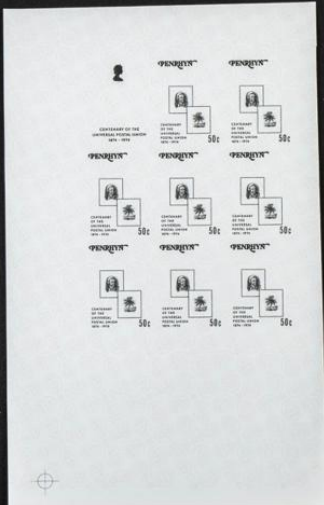 PENRHYN PENRHYN
CENTENARY OF THE
UNIVERSAL POSTAL UNION
1874 - 1974
CENTENARY
OF THE
UNIVERSAL
POSTAL UNION
1874 - 1974
50c
CENTENARY
OF THE
UNIVERSAL
POSTAL UNION
1874 - 1974
50c
PENRHYN PENRHYN PENRHYN
CENTENARY
OF THE
UNIVERSAL
POSTAL UNION
1874 - 1974
50c
CENTENARY
OF THE
UNIVERSAL
POSTAL UNION
1874 - 1974
50c
CENTENARY
OF THE
UNIVERSAL
POSTAL UNION
1874 - 1974
50c
PENRHYN PENRHYN PENRHYN
CENTENARY
OF THE
UNIVERSAL
POSTAL UNION
1874 - 1974
50c
CENTENARY
OF THE
UNIVERSAL
POSTAL UNION
1874 - 1974
50c
CENTENARY
OF THE
UNIVERSAL
POSTAL UNION
1874 - 1974
50c